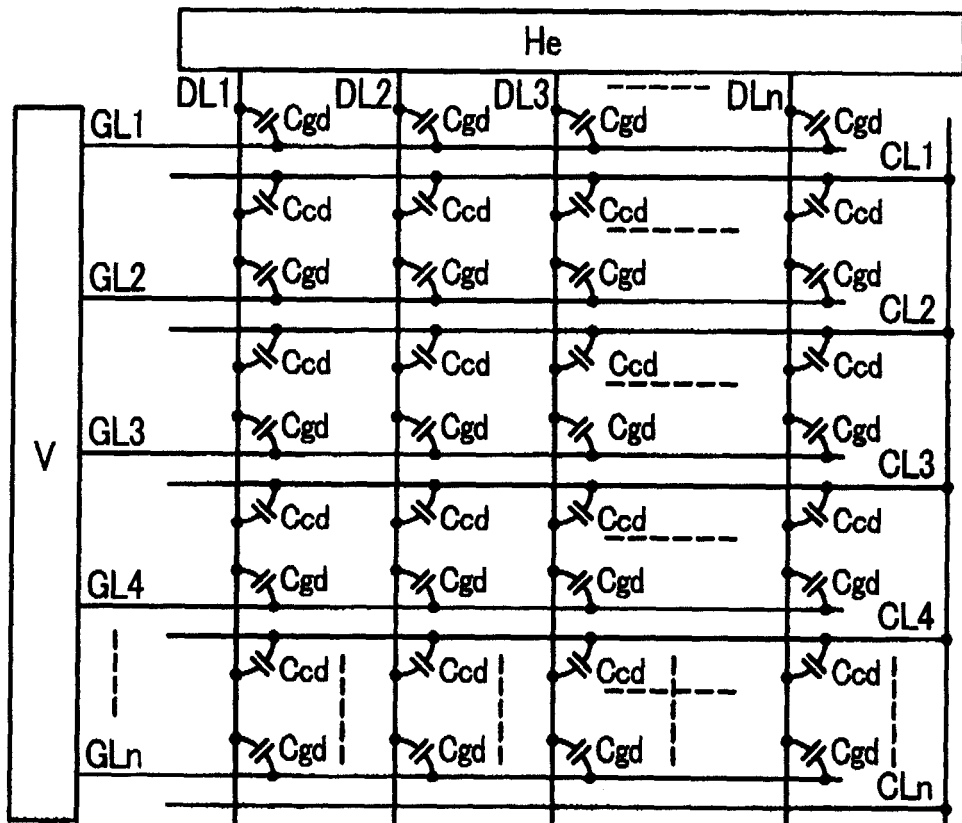 He
DL1 DL2 DL3 DLn
GL1 Cgd Cgd Cgd Cgd
CL1
Ccd Ccd Ccd Ccd
GL2 Cgd Cgd Cgd Cgd
CL2
Ccd Ccd Ccd Ccd
V GL3 Cgd Cgd Cgd Cgd
CL3
Ccd Ccd Ccd Ccd
GL4 Cgd Cgd Cgd Cgd
CL4
Ccd Ccd Ccd Ccd
GLn Cgd Cgd Cgd Cgd
CLn